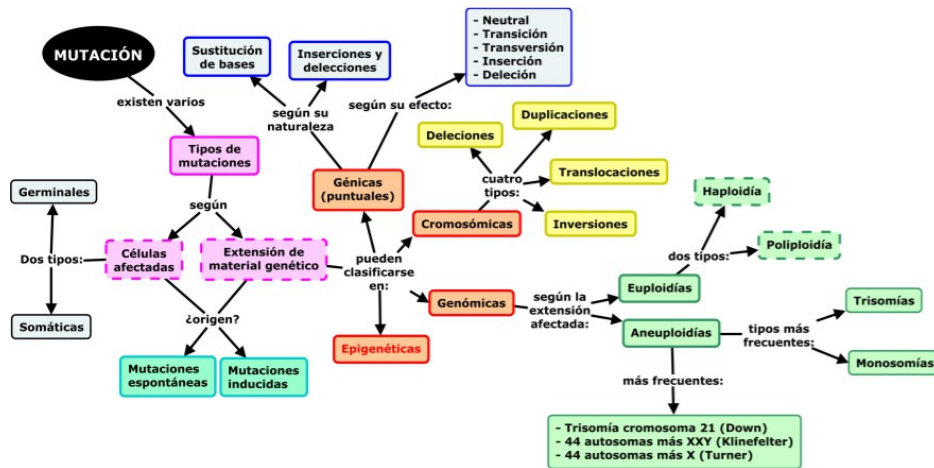 MUTACIÓN
existen varios
Tipos de
mutaciones
según
Células
afectadas
Extensión de
material genético
Dos tipos:
Germinales
Somáticas
¿origen?
Mutaciones
espontáneas
Mutaciones
inducidas
pueden
clasificarse
en:
Génicas
(puntuales)
según su
naturaleza
Sustitución
de bases
Inserciones y
delecciones
según su efecto:
- Neutral
- Transición
- Transversión
- Inserción
- Deleción
Cromosómicas
cuatro
tipos:
Deleciones
Duplicaciones
Translocaciones
Inversiones
Genómicas
según la
extensión
afectada:
Euploidías
dos tipos:
Haploidía
Poliploidía
Aneuploidías
tipos más
frecuentes:
Trisomías
Monosomías
más frecuentes:
- Trisomía cromosoma 21 (Down)
- 44 autosomas más XXY (Klinefelter)
- 44 autosomas más X (Turner)
Epigenéticas